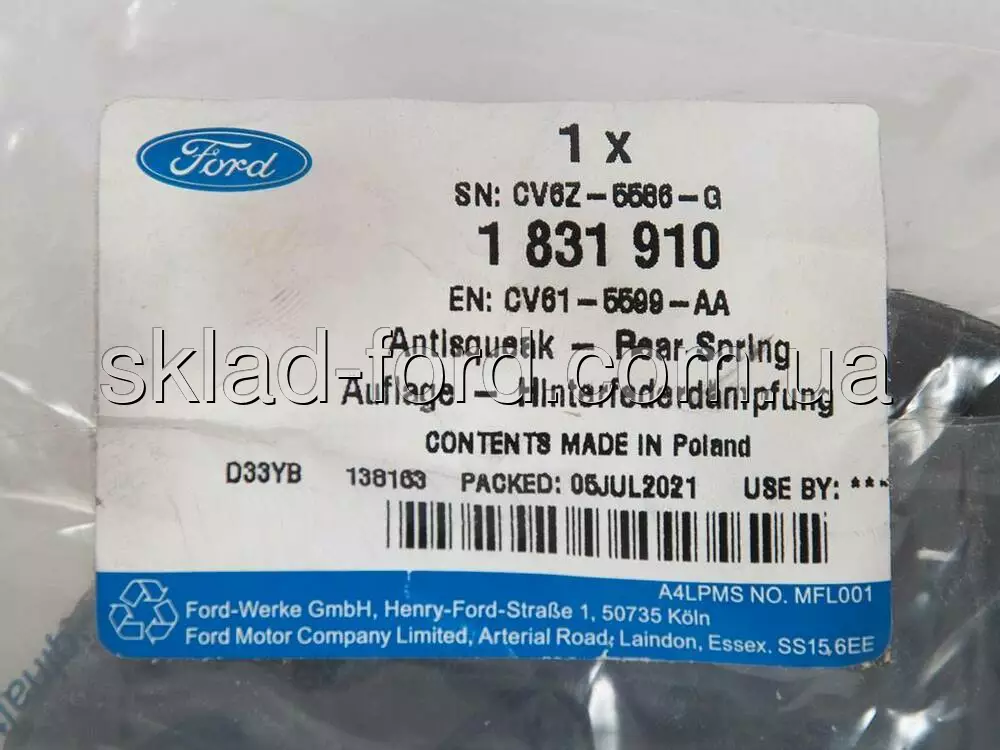 Ford
1 x
SN: CV6Z-5586-G
1 831 910
EN: CV61-5599-AA
Antisqueak - Rear Spring
sklad-ford.com.ua
Auflage - Hinterfederdämpfung
CONTENTS MADE IN Poland
D33YB 138163 PACKED: 05JUL2021 USE BY: ***
A4LPMS NO. MFL001
Ford-Werke GmbH, Henry-Ford-Straße 1, 50735 Köln
Ford Motor Company Limited, Arterial Road, Laindon, Essex. SS15 6EE